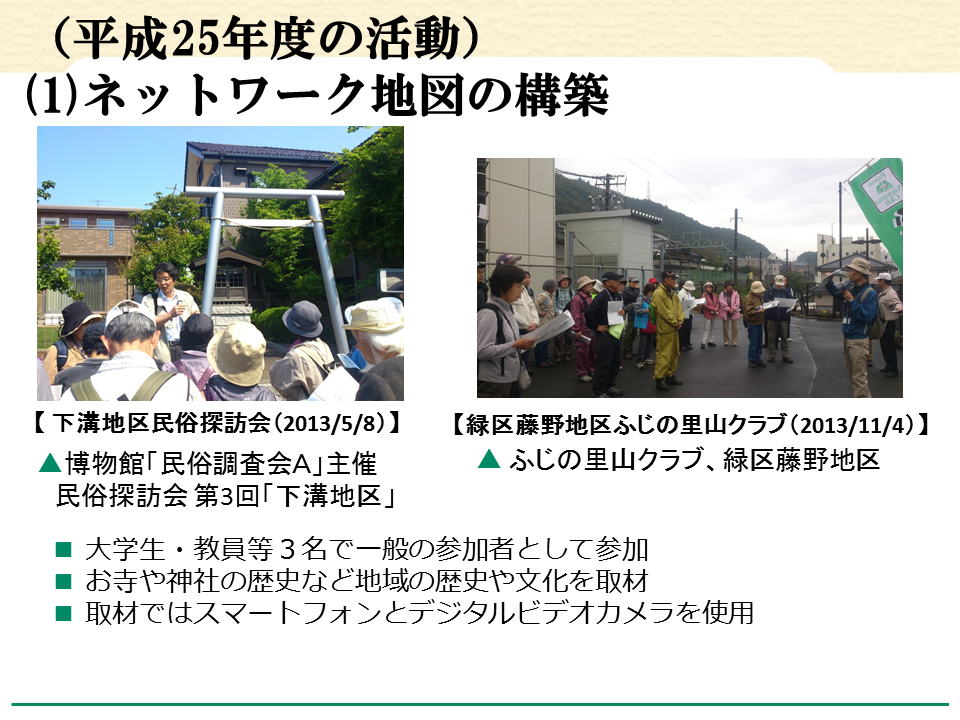 （平成25年度の活動）
(1)ネットワーク地図の構築
【 下溝地区民俗探訪会（2013/5/8）】
▲博物館「民俗調査会A」主催
民俗探訪会 第3回「下溝地区」
【緑区藤野地区ふじの里山クラブ（2013/11/4）】
▲ ふじの里山クラブ、緑区藤野地区
■ 大学生・教員等３名で一般の参加者として参加
■ お寺や神社の歴史など地域の歴史や文化を取材
■ 取材ではスマートフォンとデジタルビデオカメラを使用